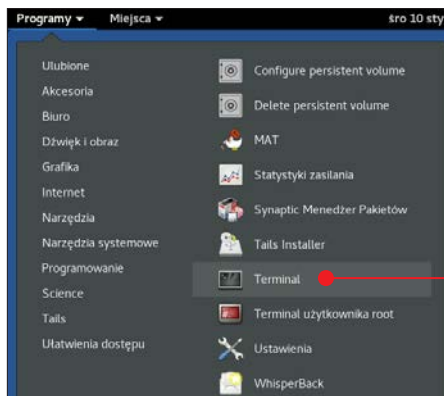 Programy Miejsca śro 10 sty
Ulubione
Akcesoria
Biuro
Dźwięk i obraz
Grafika
Internet
Narzędzia
Narzędzia systemowe
Programowanie
Science
Tails
Ułatwienia dostępu
Configure persistent volume
Delete persistent volume
MAT
Statystyki zasilania
Synaptic Menedżer Pakietów
Tails Installer
Terminal
Terminal użytkownika root
Ustawienia
WhisperBack